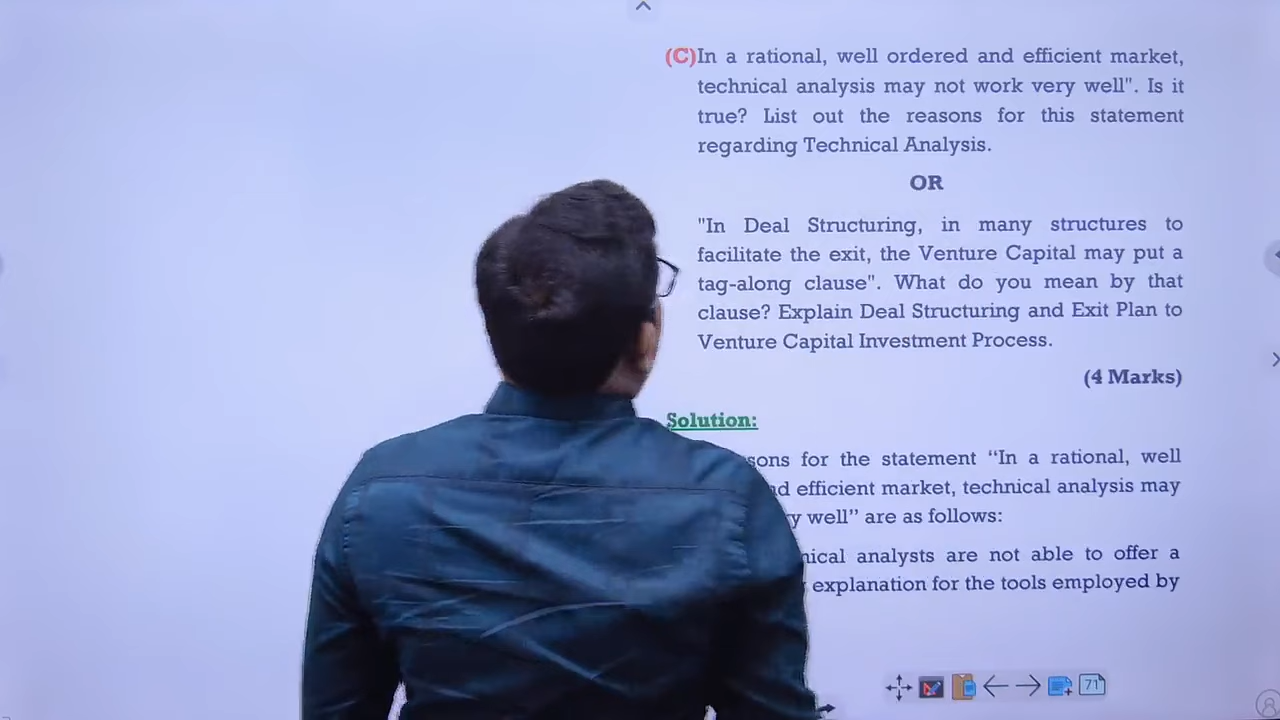 (C)In a rational, well ordered and efficient market,
technical analysis may not work very well". Is it
true? List out the reasons for this statement
regarding Technical Analysis.
OR
"In Deal Structuring, in many structures to
facilitate the exit, the Venture Capital may put a
tag-along clause". What do you mean by that
clause? Explain Deal Structuring and Exit Plan to
Venture Capital Investment Process.
(4 Marks)
Solution:
for the statement “In a rational, well
efficient market, technical analysis may
well” are as follows:
analysts are not able to offer a
explanation for the tools employed by
71